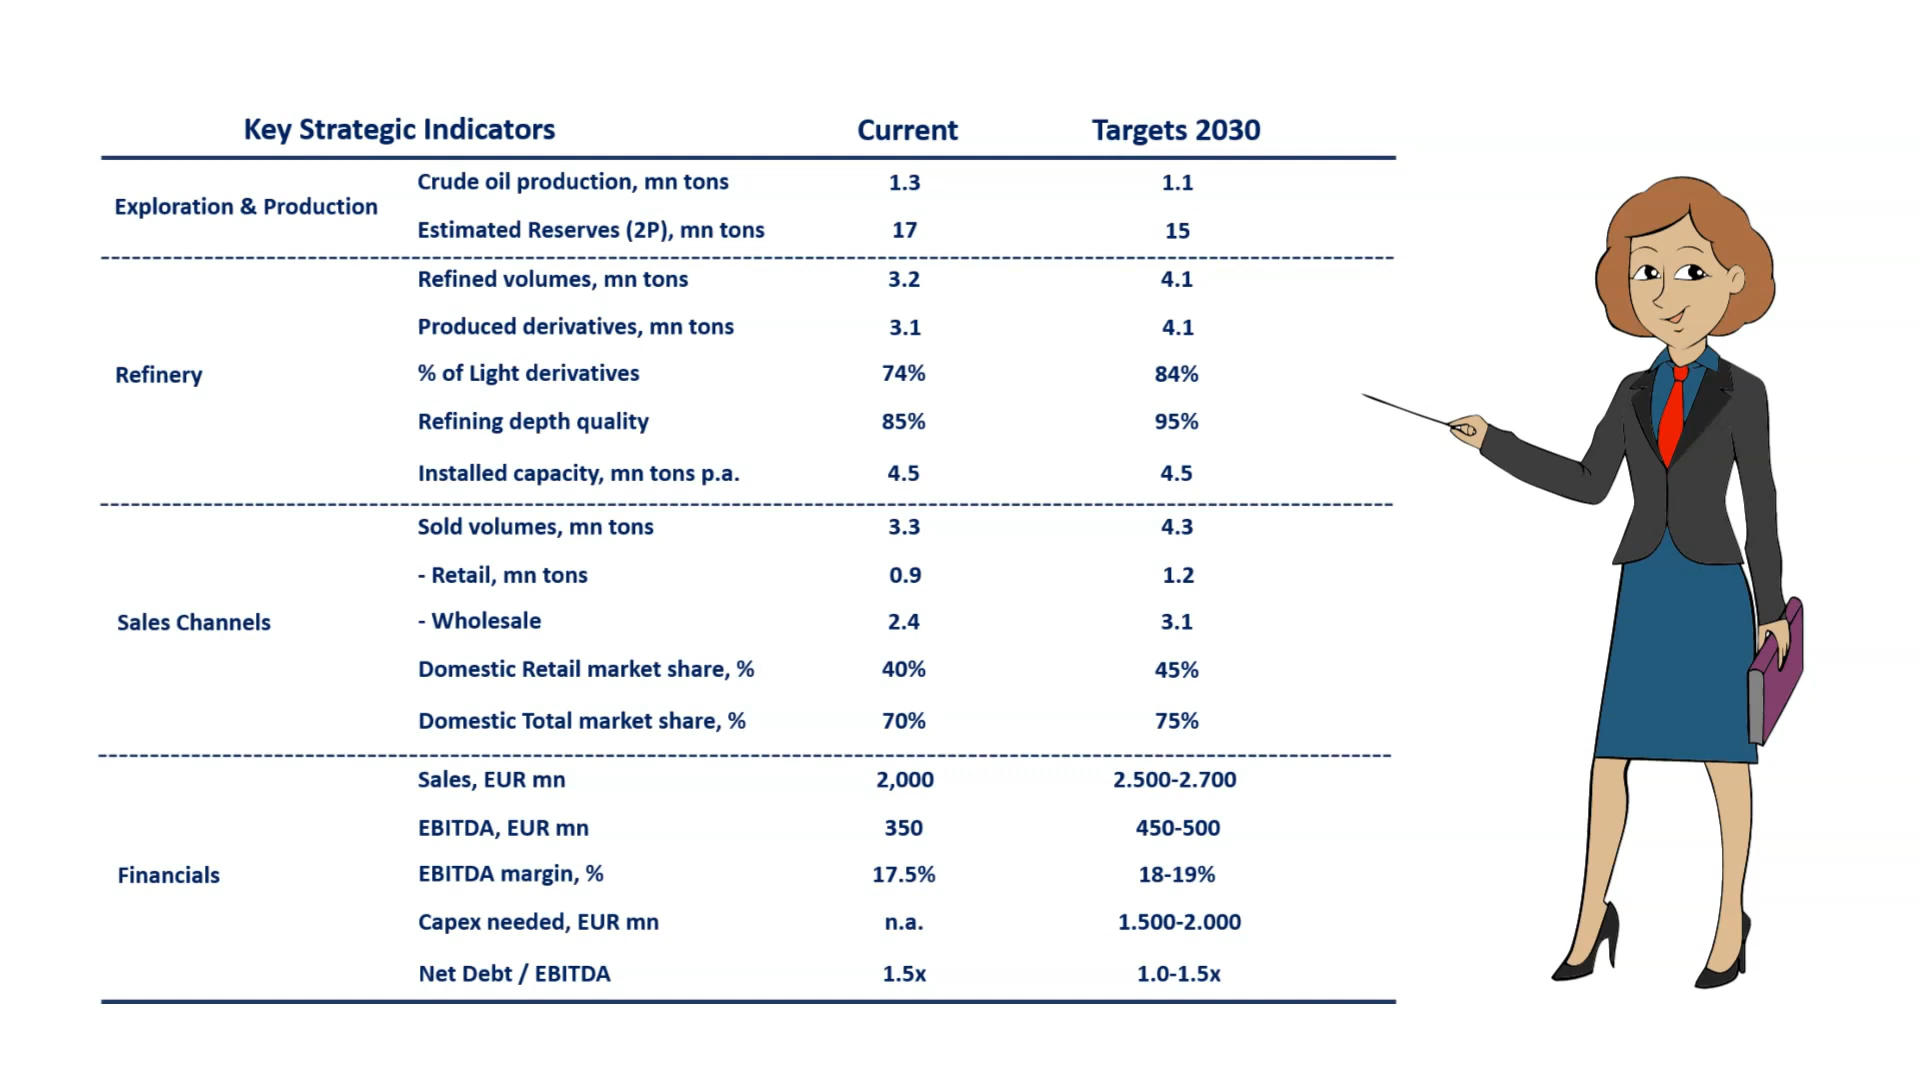 Key Strategic Indicators Current Targets 2030
Exploration & Production
Crude oil production, mn tons 1.3 1.1
Estimated Reserves (2P), mn tons 17 15
Refinery
Refined volumes, mn tons 3.2 4.1
Produced derivatives, mn tons 3.1 4.1
% of Light derivatives 74% 84%
Refining depth quality 85% 95%
Installed capacity, mn tons p.a. 4.5 4.5
Sales Channels
Sold volumes, mn tons 3.3 4.3
- Retail, mn tons 0.9 1.2
- Wholesale 2.4 3.1
Domestic Retail market share, % 40% 45%
Domestic Total market share, % 70% 75%
Financials
Sales, EUR mn 2,000 2.500-2.700
EBITDA, EUR mn 350 450-500
EBITDA margin, % 17.5% 18-19%
Capex needed, EUR mn n.a. 1.500-2.000
Net Debt / EBITDA 1.5x 1.0-1.5x